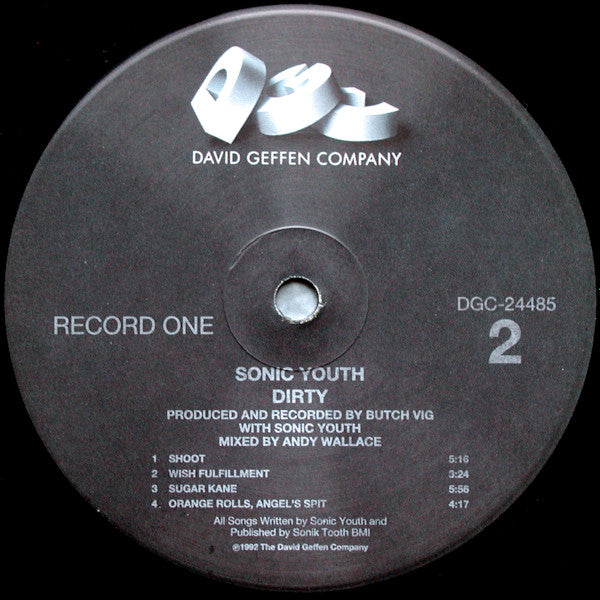 DGC
DAVID GEFFEN COMPANY
RECORD ONE
DGC-24485
2
SONIC YOUTH
DIRTY
PRODUCED AND RECORDED BY BUTCH VIG
WITH SONIC YOUTH
MIXED BY ANDY WALLACE
1 SHOOT 5:16
2 WISH FULFILLMENT 3:24
3 SUGAR KANE 5:56
4. ORANGE ROLLS, ANGEL'S SPIT 4:17
All Songs Written by Sonic Youth and
Published by Sonik Tooth BMI
℗1992 The David Geffen Company